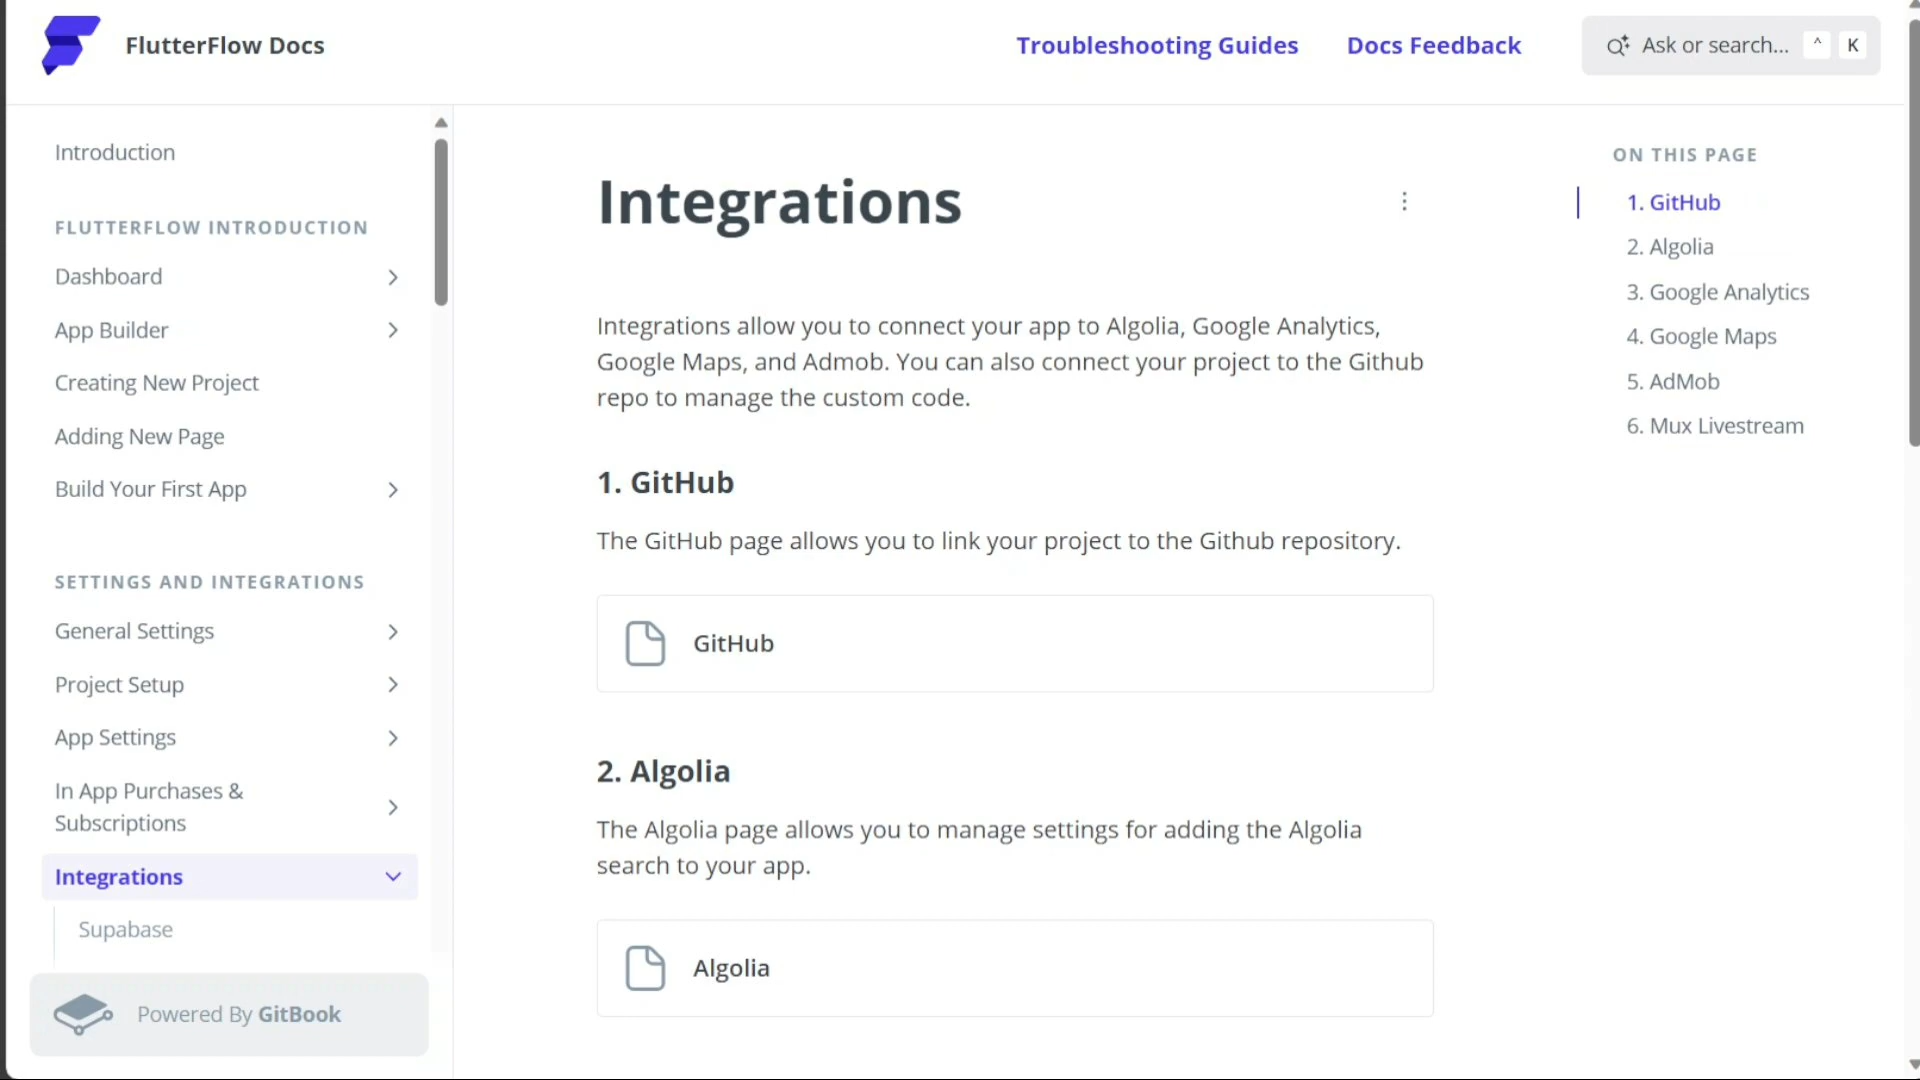 FlutterFlow Docs
Troubleshooting Guides
Docs Feedback
Ask or search...
^
K
Introduction
FLUTTERFLOW INTRODUCTION
Dashboard
App Builder
Creating New Project
Adding New Page
Build Your First App
SETTINGS AND INTEGRATIONS
General Settings
Project Setup
App Settings
In App Purchases &
Subscriptions
Integrations
Supabase
Powered By GitBook
Integrations
Integrations allow you to connect your app to Algolia, Google Analytics,
Google Maps, and Admob. You can also connect your project to the Github
repo to manage the custom code.
1. GitHub
The GitHub page allows you to link your project to the Github repository.
GitHub
2. Algolia
The Algolia page allows you to manage settings for adding the Algolia
search to your app.
Algolia
ON THIS PAGE
1. GitHub
2. Algolia
3. Google Analytics
4. Google Maps
5. AdMob
6. Mux Livestream